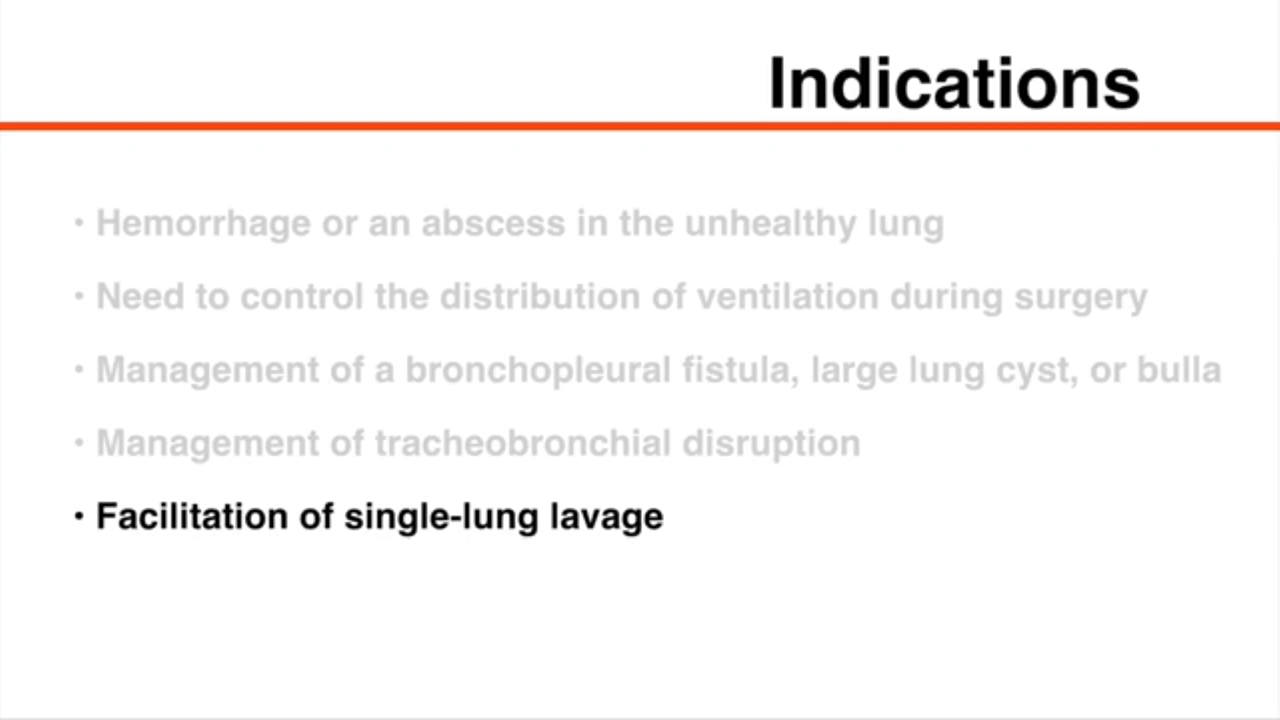 Indications
• Hemorrhage or an abscess in the unhealthy lung
• Need to control the distribution of ventilation during surgery
• Management of a bronchopleural fistula, large lung cyst, or bulla
• Management of tracheobronchial disruption
• Facilitation of single-lung lavage